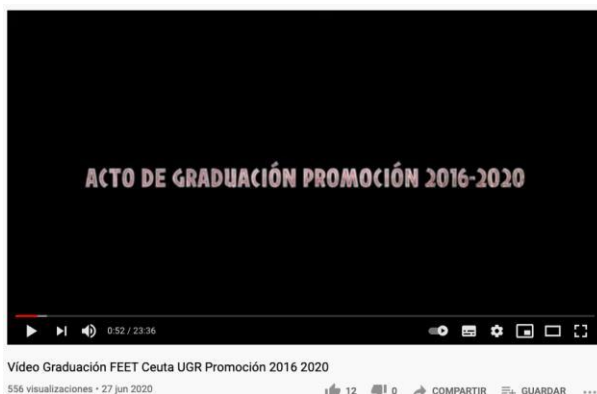 ACTO DE GRADUACIÓN PROMOCIÓN 2016-2020
0:52 / 23:36
Vídeo Graduación FEET Ceuta UGR Promoción 2016 2020
556 visualizaciones • 27 jun 2020 12 0 COMPARTIR GUARDAR ...